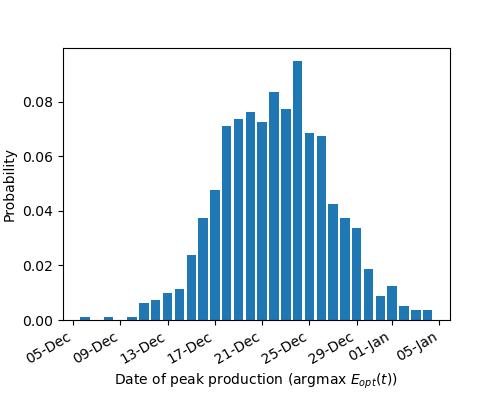 0.08
0.06
0.04
0.02
0.00
Probability
05-Dec 09-Dec 13-Dec 17-Dec 21-Dec 25-Dec 29-Dec 01-Jan 05-Jan
Date of peak production (argmax E_opt(t))